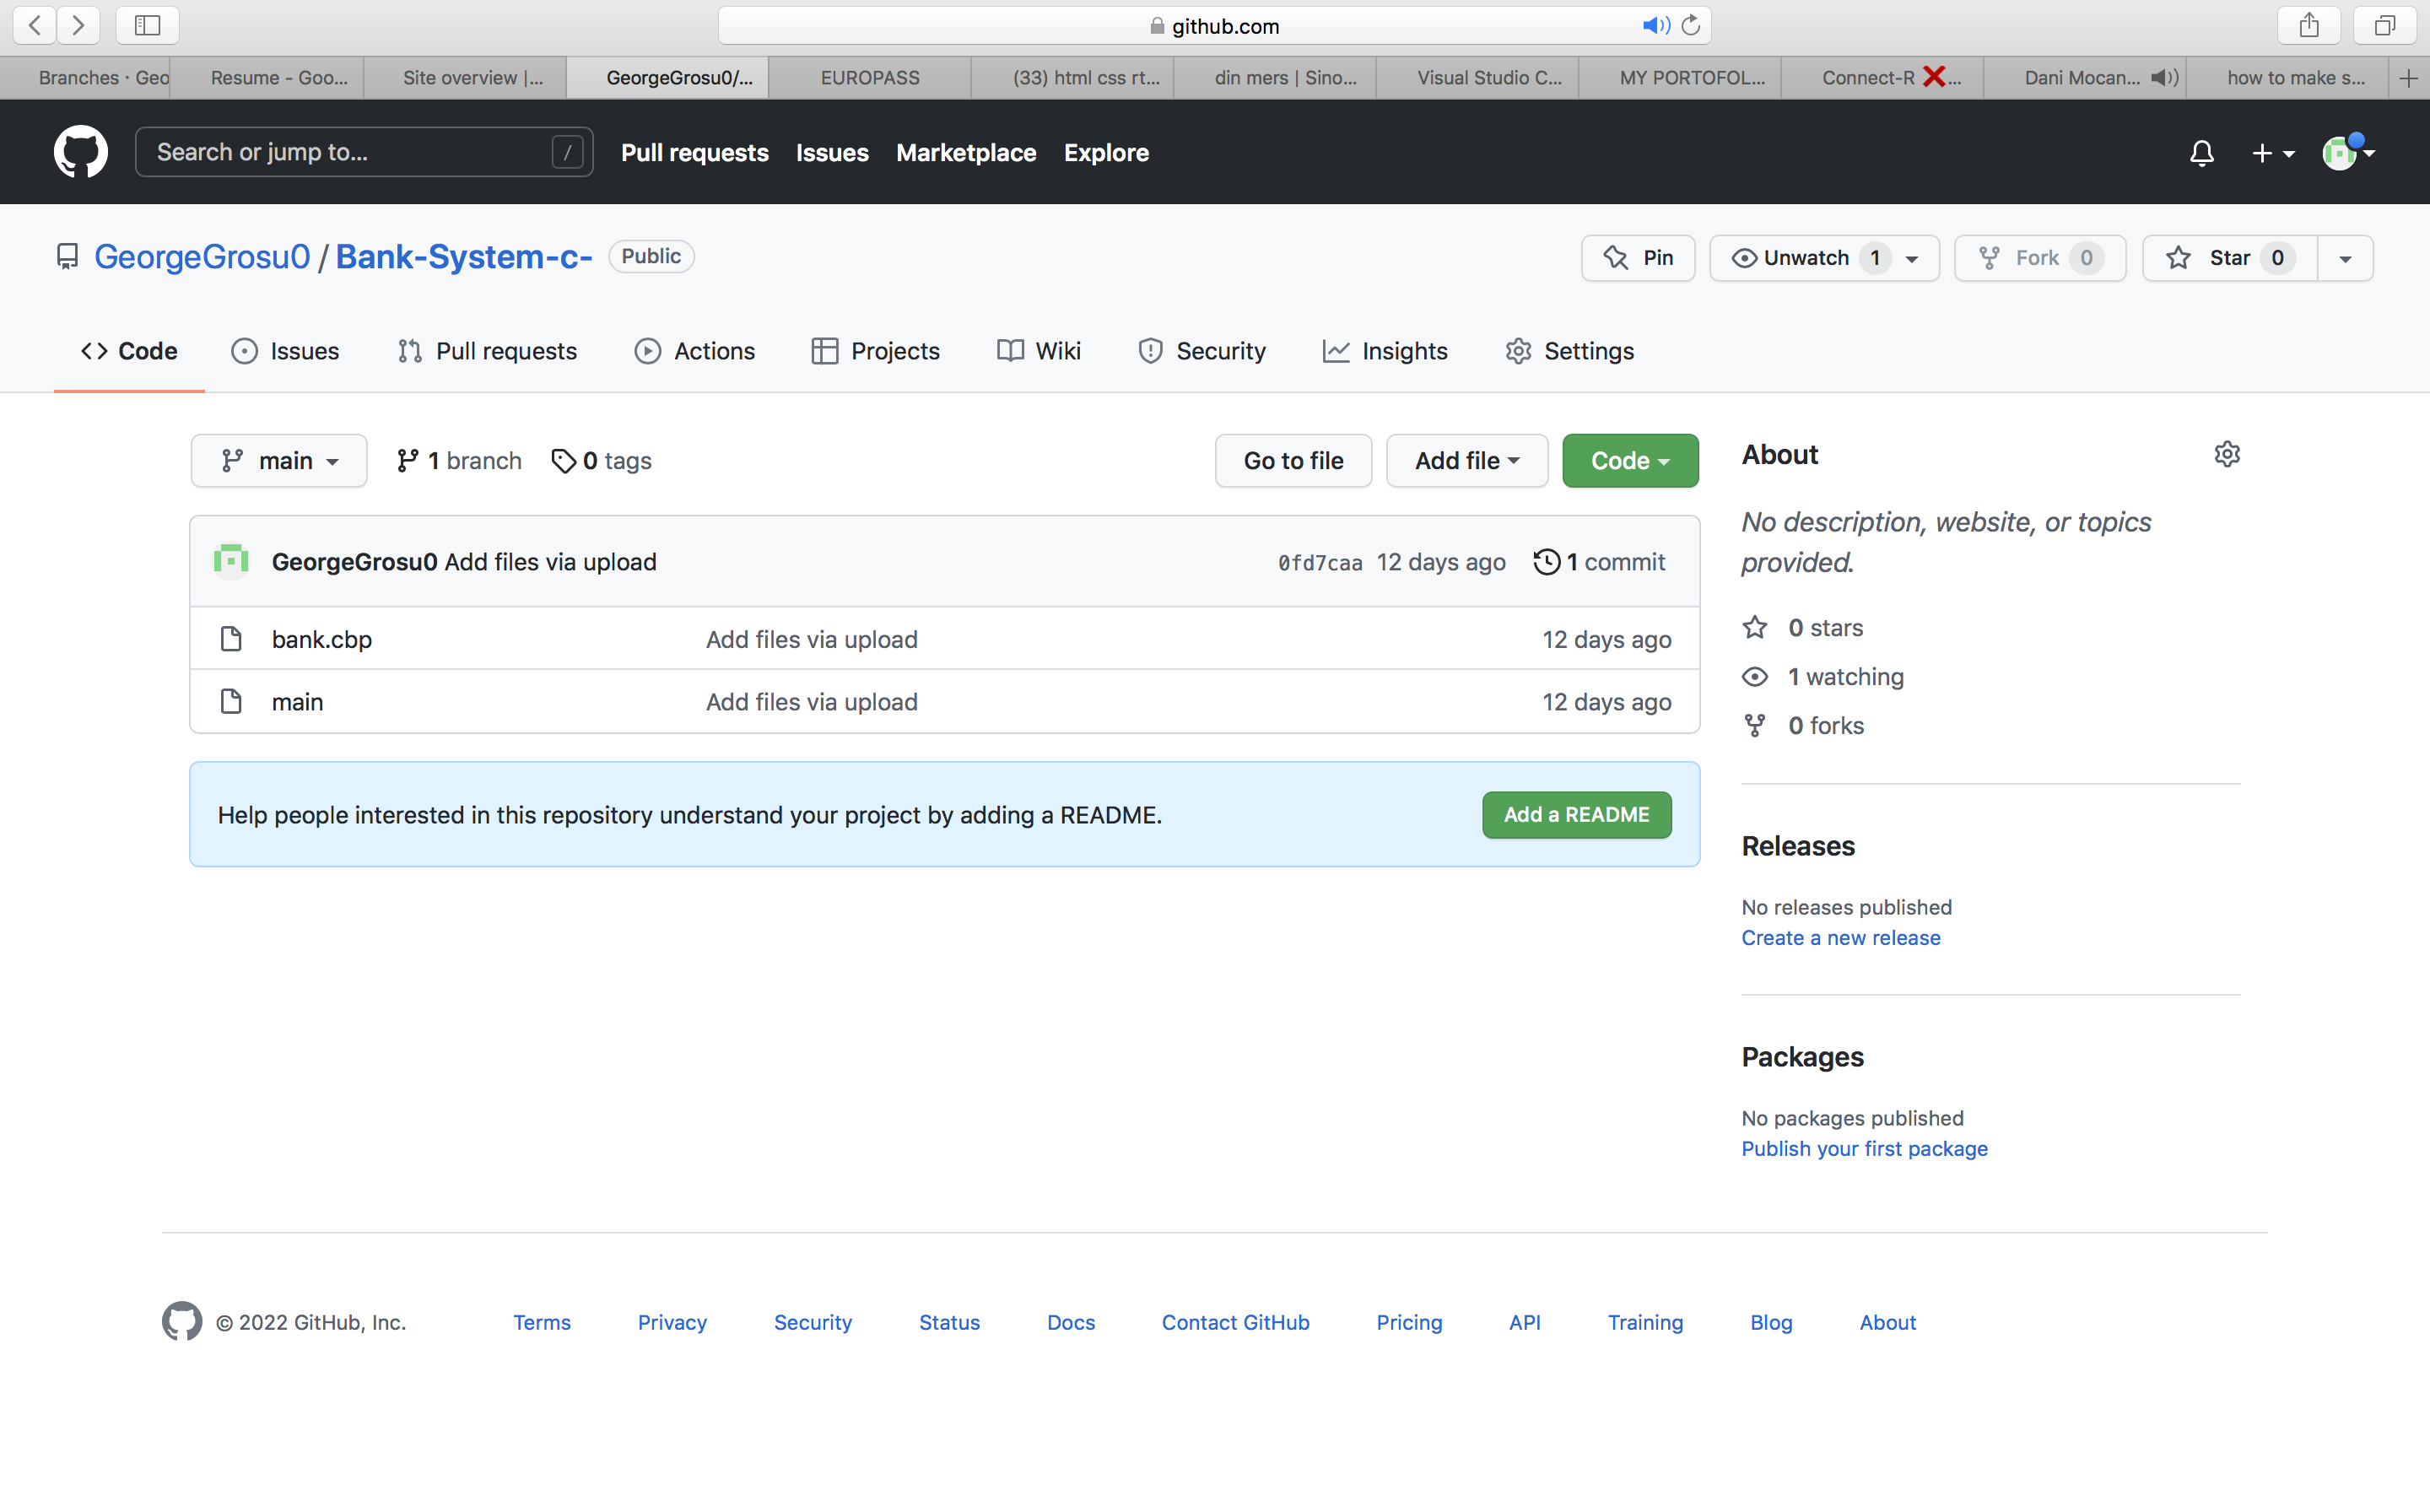 github.com
Branches · Geo
Resume - Goo...
Site overview |...
GeorgeGrosu0/...
EUROPASS
(33) html css rt...
din mers | Sino...
Visual Studio C...
MY PORTOFOL...
Connect-R ❌...
Dani Mocan...
how to make s...
Search or jump to...
/
Pull requests
Issues
Marketplace
Explore
GeorgeGrosu0 / Bank-System-c-
Public
Pin
Unwatch 1
Fork 0
Star 0
Code
Issues
Pull requests
Actions
Projects
Wiki
Security
Insights
Settings
main
1 branch
0 tags
Go to file
Add file
Code
GeorgeGrosu0 Add files via upload
0fd7caa 12 days ago
1 commit
bank.cbp
Add files via upload
12 days ago
main
Add files via upload
12 days ago
Help people interested in this repository understand your project by adding a README.
Add a README
About
No description, website, or topics
provided.
0 stars
1 watching
0 forks
Releases
No releases published
Create a new release
Packages
No packages published
Publish your first package
© 2022 GitHub, Inc.
Terms
Privacy
Security
Status
Docs
Contact GitHub
Pricing
API
Training
Blog
About